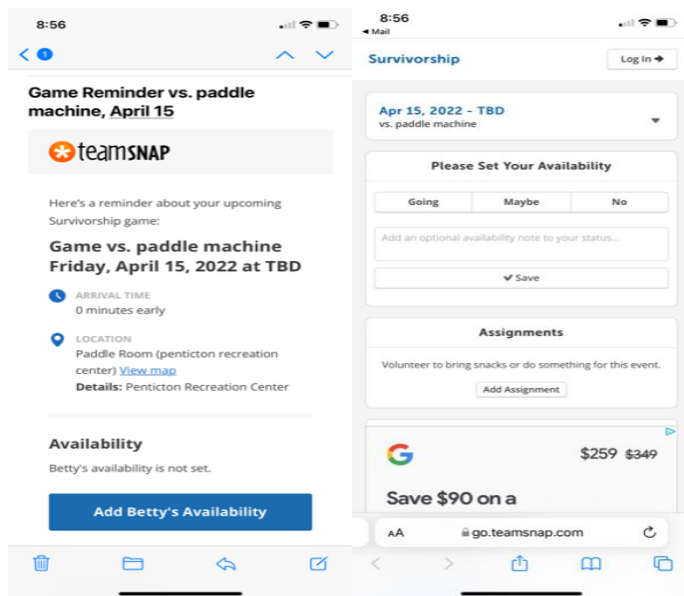 8:56
1
Game Reminder vs. paddle
machine, April 15
teamSNAP
Here's a reminder about your upcoming
Survivorship game:
Game vs. paddle machine
Friday, April 15, 2022 at TBD
ARRIVAL TIME
0 minutes early
LOCATION
Paddle Room (penticton recreation
center) View map
Details: Penticton Recreation Center
Availability
Betty's availability is not set.
Add Betty's Availability
8:56
Mail
Survivorship
Log In
Apr 15, 2022 - TBD
vs. paddle machine
Please Set Your Availability
Going Maybe No
Add an optional availability note to your status...
Save
Assignments
Volunteer to bring snacks or do something for this event.
Add Assignment
G
$259 $349
Save $90 on a
AA go.teamsnap.com